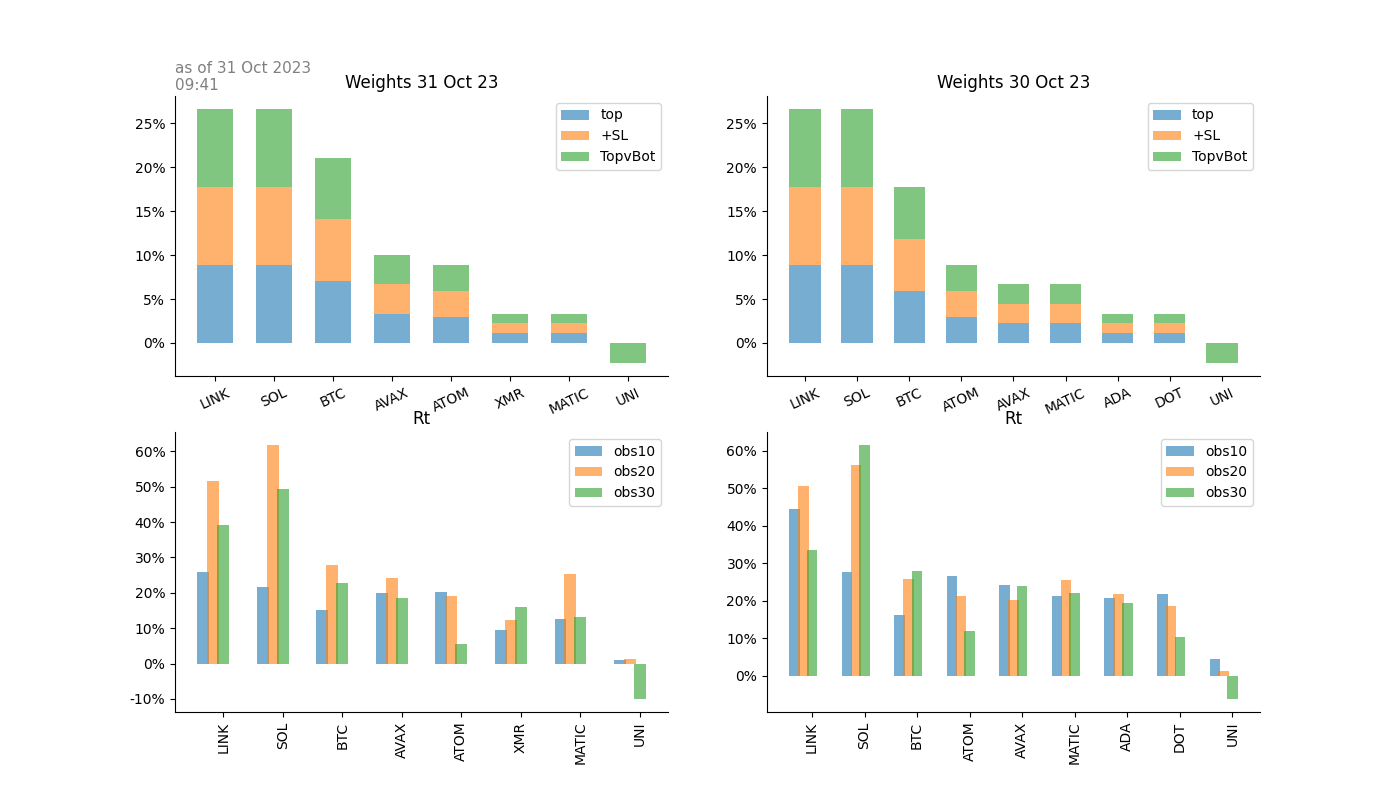 as of 31 Oct 2023
09:41
Weights 31 Oct 23
25%
20%
15%
10%
5%
0%
top
+SL
TopvBot
LINK SOL BTC AVAX ATOM XMR MATIC UNI
Weights 30 Oct 23
25%
20%
15%
10%
5%
0%
top
+SL
TopvBot
LINK SOL BTC ATOM AVAX MATIC ADA DOT UNI
Rt
60%
50%
40%
30%
20%
10%
0%
-10%
obs10
obs20
obs30
LINK SOL BTC AVAX ATOM XMR MATIC UNI
Rt
60%
50%
40%
30%
20%
10%
0%
obs10
obs20
obs30
LINK SOL BTC ATOM AVAX MATIC ADA DOT UNI